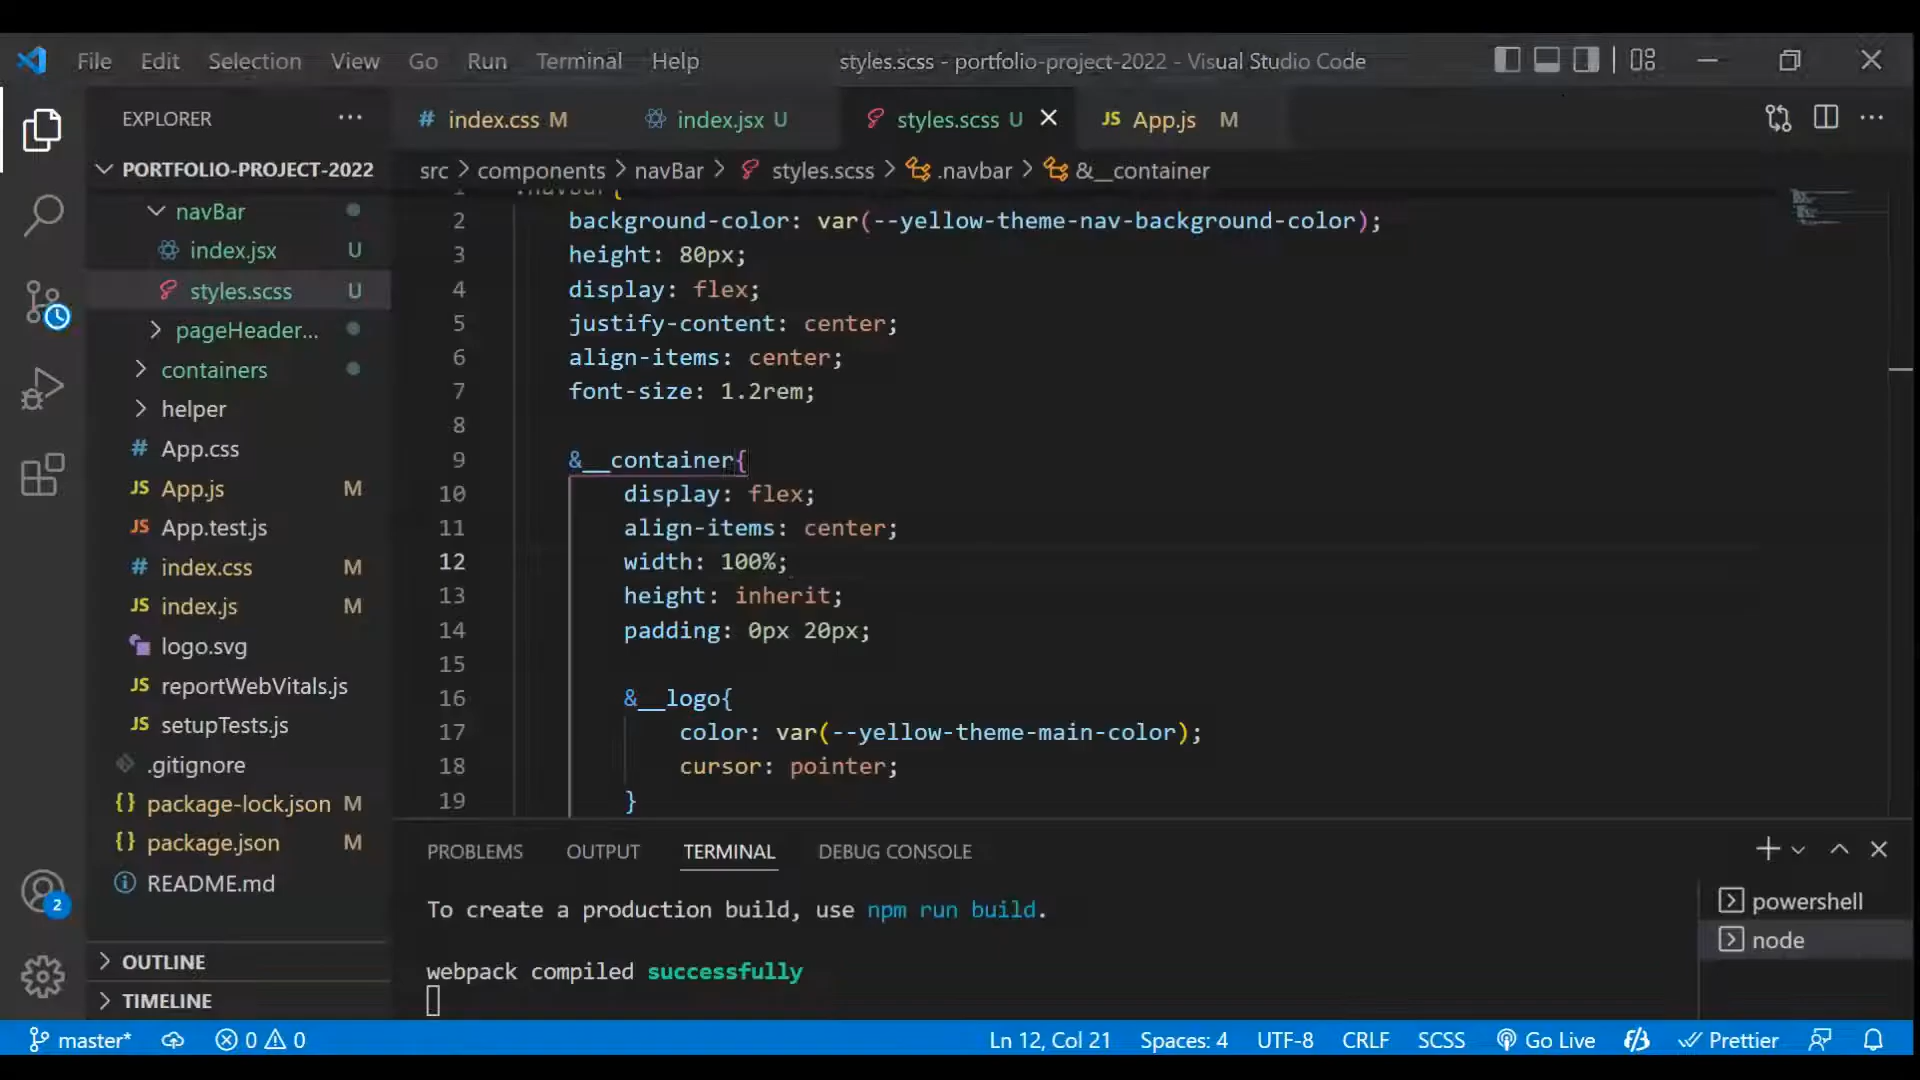 File Edit Selection View Go Run Terminal Help styles.scss - portfolio-project-2022 - Visual Studio Code
EXPLORER ···
# index.css M index.jsx U styles.scss U JS App.js M
PORTFOLIO-PROJECT-2022
src > components > navBar > styles.scss > .navbar > &__container
navBar
index.jsx U
styles.scss U
pageHeader...
containers
helper
# App.css
JS App.js M
JS App.test.js
# index.css M
JS index.js M
logo.svg
JS reportWebVitals.js
JS setupTests.js
.gitignore
{} package-lock.json M
{} package.json M
README.md
OUTLINE
TIMELINE
2 background-color: var(--yellow-theme-nav-background-color);
3 height: 80px;
4 display: flex;
5 justify-content: center;
6 align-items: center;
7 font-size: 1.2rem;
8
9 &__container{
10 display: flex;
11 align-items: center;
12 width: 100%;
13 height: inherit;
14 padding: 0px 20px;
15
16 &__logo{
17 color: var(--yellow-theme-main-color);
18 cursor: pointer;
19 }
PROBLEMS OUTPUT TERMINAL DEBUG CONSOLE
To create a production build, use npm run build.
webpack compiled successfully
powershell
node
2
master* 0 0 Ln 12, Col 21 Spaces: 4 UTF-8 CRLF SCSS Go Live Prettier